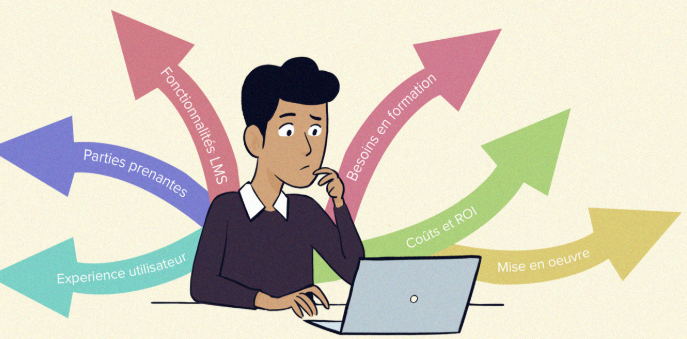 Fonctionnalités LMS
Besoins en formation
Parties prenantes
Coûts et ROI
Experience utilisateur
Mise en oeuvre